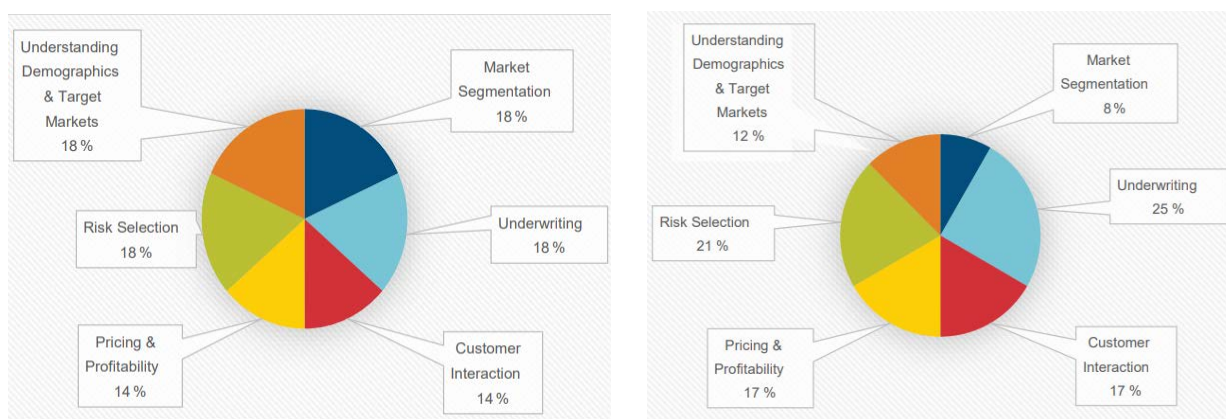 Understanding
Demographics
& Target
Markets
18 %
Market
Segmentation
18 %
Risk Selection
18 %
Underwriting
18 %
Pricing &
Profitability
14 %
Customer
Interaction
14 %
Understanding
Demographics
& Target
Markets
12 %
Market
Segmentation
8 %
Underwriting
25 %
Risk Selection
21 %
Pricing &
Profitability
17 %
Customer
Interaction
17 %